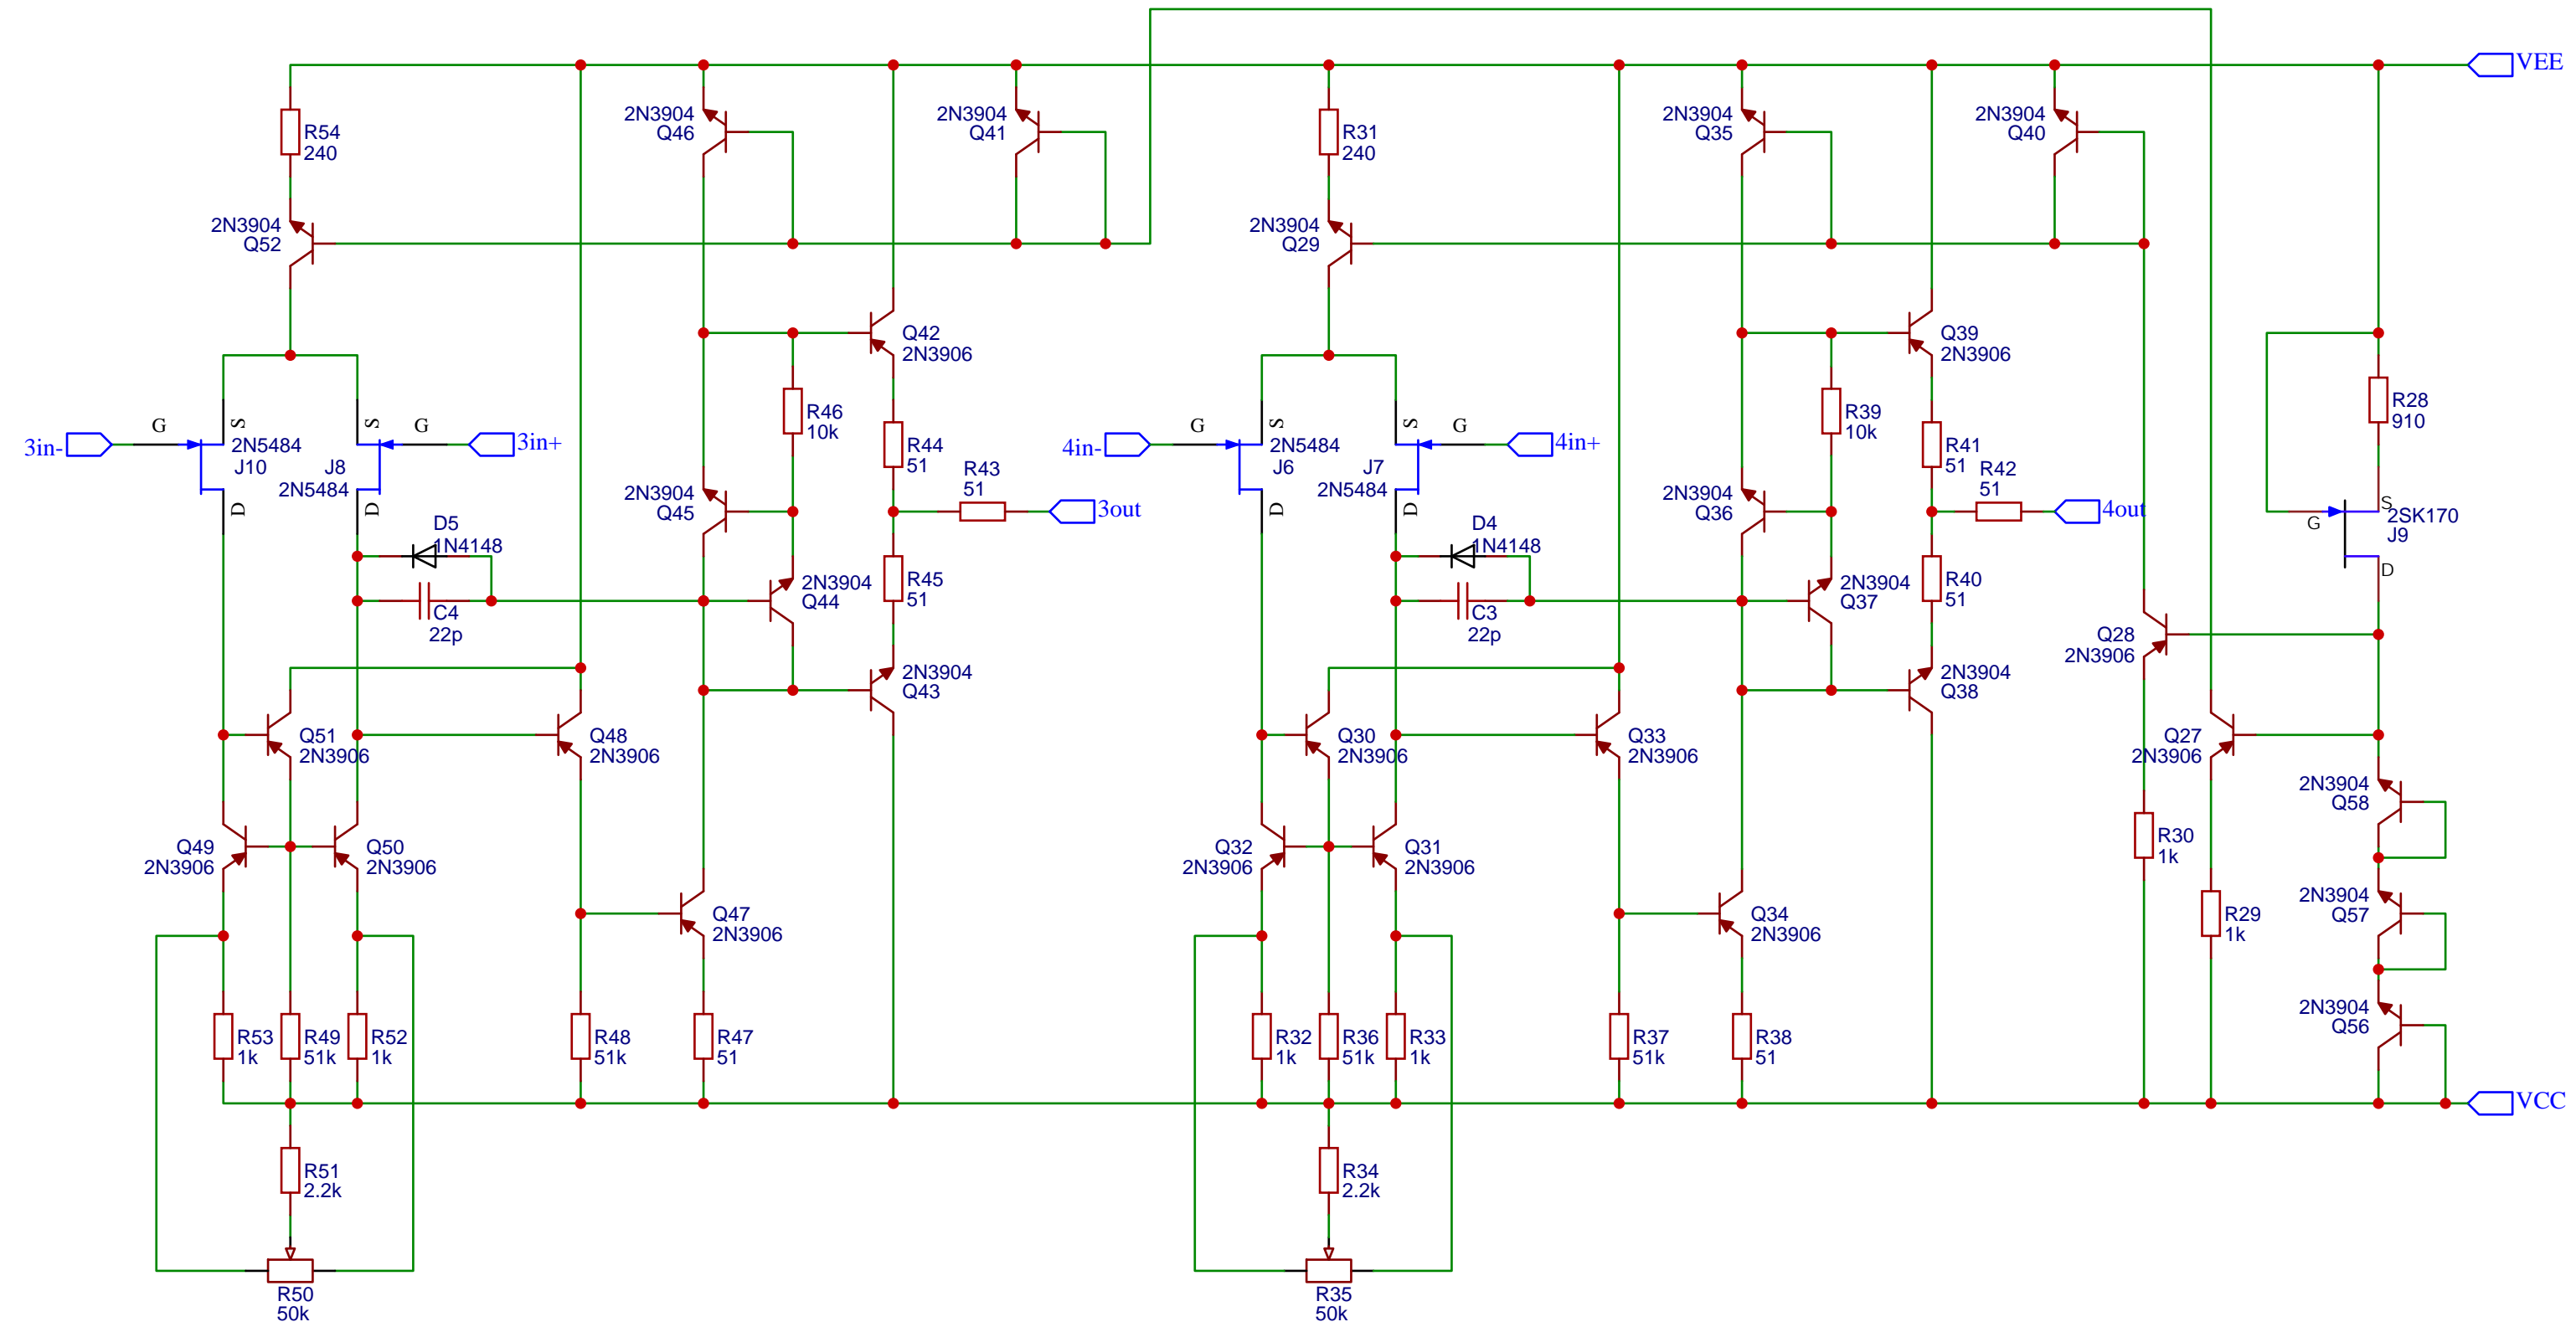 VEE
R54
240
2N3904
Q46
2N3904
Q41
R31
240
2N3904
Q35
2N3904
Q40
2N3904
Q52
2N3904
Q29
Q42
2N3906
Q39
2N3906
R46
10k
R39
10k
R28
910
3in-
G
S
2N5484
J10
D
J8
2N5484
S
D
G
3in+
R44
51
R43
51
3out
4in-
G
S
2N5484
J6
D
J7
2N5484
S
D
G
4in+
R41
51
R42
51
4out
2N3904
Q45
2N3904
Q36
S
G
2SK170
J9
D
D5
1N4148
C4
22p
2N3904
Q44
R45
51
D4
1N4148
C3
22p
2N3904
Q37
R40
51
Q28
2N3906
2N3904
Q43
2N3904
Q38
Q51
2N3906
Q48
2N3906
Q30
2N3906
Q33
2N3906
Q27
2N3906
2N3904
Q58
Q49
2N3906
Q50
2N3906
Q32
2N3906
Q31
2N3906
R30
1k
Q47
2N3906
Q34
2N3906
R29
1k
2N3904
Q57
R53
1k
R49
51k
R52
1k
R48
51k
R47
51
R32
1k
R36
51k
R33
1k
R37
51k
R38
51
2N3904
Q56
VCC
R51
2.2k
R34
2.2k
R50
50k
R35
50k